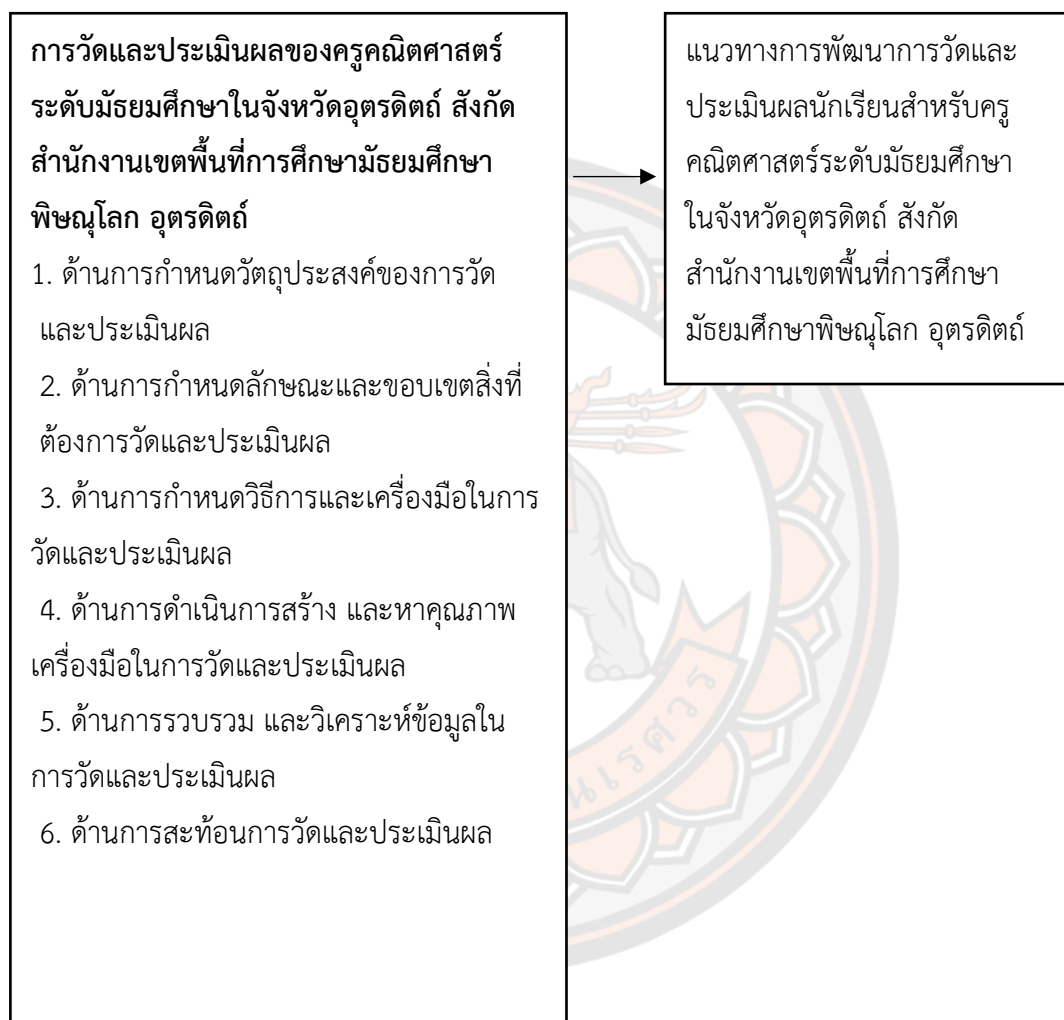 การวัดและประเมินผลของครูคณิตศาสตร์
ระดับมัธยมศึกษาในจังหวัดอุตรดิตถ์ สังกัด
สำนักงานเขตพื้นที่การศึกษามัธยมศึกษา
พิษณุโลก อุตรดิตถ์
1. ด้านการกำหนดวัตถุประสงค์ของการวัด
และประเมินผล
2. ด้านการกำหนดลักษณะและขอบเขตสิ่งที่
ต้องการวัดและประเมินผล
3. ด้านการกำหนดวิธีการและเครื่องมือในการ
วัดและประเมินผล
4. ด้านการดำเนินการสร้าง และหาคุณภาพ
เครื่องมือในการวัดและประเมินผล
5. ด้านการรวบรวม และวิเคราะห์ข้อมูลใน
การวัดและประเมินผล
6. ด้านการสะท้อนการวัดและประเมินผล
แนวทางการพัฒนาการวัดและ
ประเมินผลนักเรียนสำหรับครู
คณิตศาสตร์ระดับมัธยมศึกษา
ในจังหวัดอุตรดิตถ์ สังกัด
สำนักงานเขตพื้นที่การศึกษา
มัธยมศึกษาพิษณุโลก อุตรดิตถ์
นเรศวร